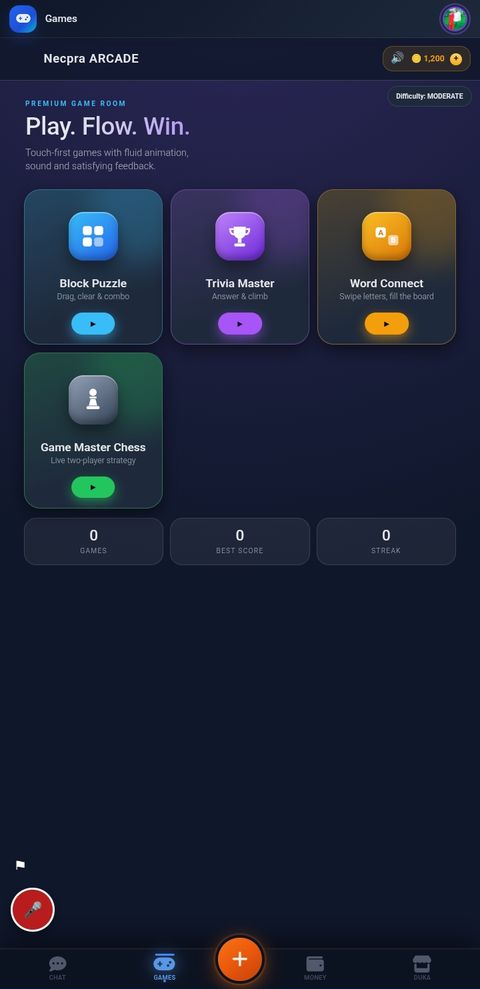 Games
Necpra ARCADE
1,200
+
Difficulty: MODERATE
PREMIUM GAME ROOM
Play. Flow. Win.
Touch-first games with fluid animation,
sound and satisfying feedback.
A
B
Block Puzzle
Drag, clear & combo
Trivia Master
Answer & climb
Word Connect
Swipe letters, fill the board
Game Master Chess
Live two-player strategy
0
GAMES
0
BEST SCORE
0
STREAK
CHAT
GAMES
+
MONEY
DUKA